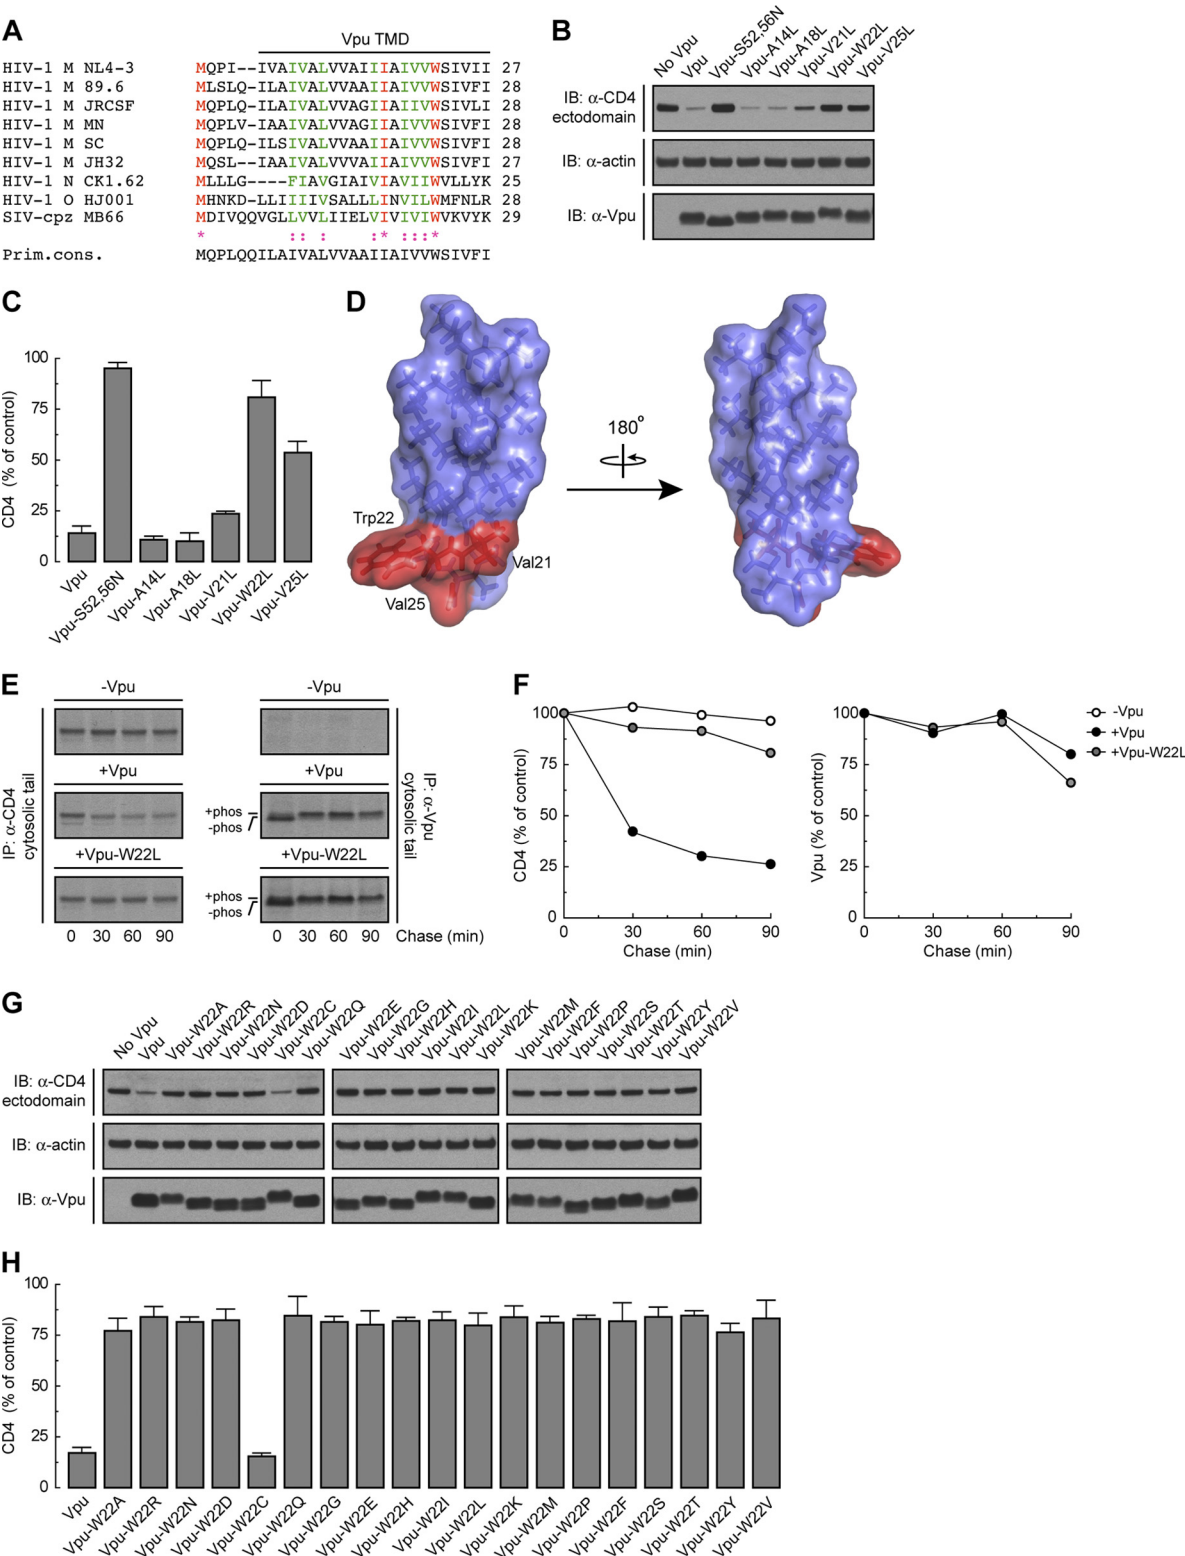 A
Vpu TMD
HIV-1 M NL4-3 MQPI--IVAIVALVVAIIIAIVVWSIVII 27
HIV-1 M 89.6 MLSLQ-ILAIVALVVAAIIAIVVWSIVFI 28
HIV-1 M JRCSF MQPLQ-ILAIVALVVAGIIAIVVWSIVLI 28
HIV-1 M MN MQPLV-IAAIVALVVAGIIAIVVWSIVFI 28
HIV-1 M SC MQPLQ-ILSIVALVVAAIIAIVVWSIVFI 28
HIV-1 M JH32 MQSL--IAAIVALVVAAIIAIVVWSIVFI 27
HIV-1 N CK1.62 MLLLG----FIAVGIAIVIAVIIWVLLYK 25
HIV-1 O HJ001 MHNKD-LLIIIVSALLLINVILWMFNLR 28
SIV-cpz MB66 MDIVQQVGLLVVLIIELVIVIVIWVKVYK 29
* :: : :* :::*
Prim.cons. MQPLQQILAIVALVVAAIIAIVVWSIVFI
B
No Vpu
Vpu
Vpu-S52,56N
Vpu-A14L
Vpu-A18L
Vpu-V21L
Vpu-W22L
Vpu-V25L
IB: α-CD4
ectodomain
IB: α-actin
IB: α-Vpu
C
CD4 (% of control)
100
75
50
25
0
Vpu
Vpu-S52,56N
Vpu-A14L
Vpu-A18L
Vpu-V21L
Vpu-W22L
Vpu-V25L
D
Trp22
Val21
Val25
180°
E
IP: α-CD4
cytosolic tail
-Vpu
+Vpu
+Vpu-W22L
0 30 60 90
-Vpu
+Vpu
+phos
-phos
+Vpu-W22L
+phos
-phos
0 30 60 90 Chase (min)
IP: α-Vpu
cytosolic tail
F
CD4 (% of control)
100
75
50
25
0
0 30 60 90
Chase (min)
Vpu (% of control)
100
75
50
25
0
0 30 60 90
Chase (min)
-Vpu
+Vpu
+Vpu-W22L
G
No Vpu
Vpu
Vpu-W22A
Vpu-W22R
Vpu-W22N
Vpu-W22D
Vpu-W22C
Vpu-W22Q
Vpu-W22E
Vpu-W22G
Vpu-W22H
Vpu-W22I
Vpu-W22L
Vpu-W22K
Vpu-W22M
Vpu-W22F
Vpu-W22P
Vpu-W22S
Vpu-W22T
Vpu-W22Y
Vpu-W22V
IB: α-CD4
ectodomain
IB: α-actin
IB: α-Vpu
H
CD4 (% of control)
100
75
50
25
0
Vpu
Vpu-W22A
Vpu-W22R
Vpu-W22N
Vpu-W22D
Vpu-W22C
Vpu-W22Q
Vpu-W22G
Vpu-W22E
Vpu-W22H
Vpu-W22I
Vpu-W22L
Vpu-W22K
Vpu-W22M
Vpu-W22P
Vpu-W22F
Vpu-W22S
Vpu-W22T
Vpu-W22Y
Vpu-W22V